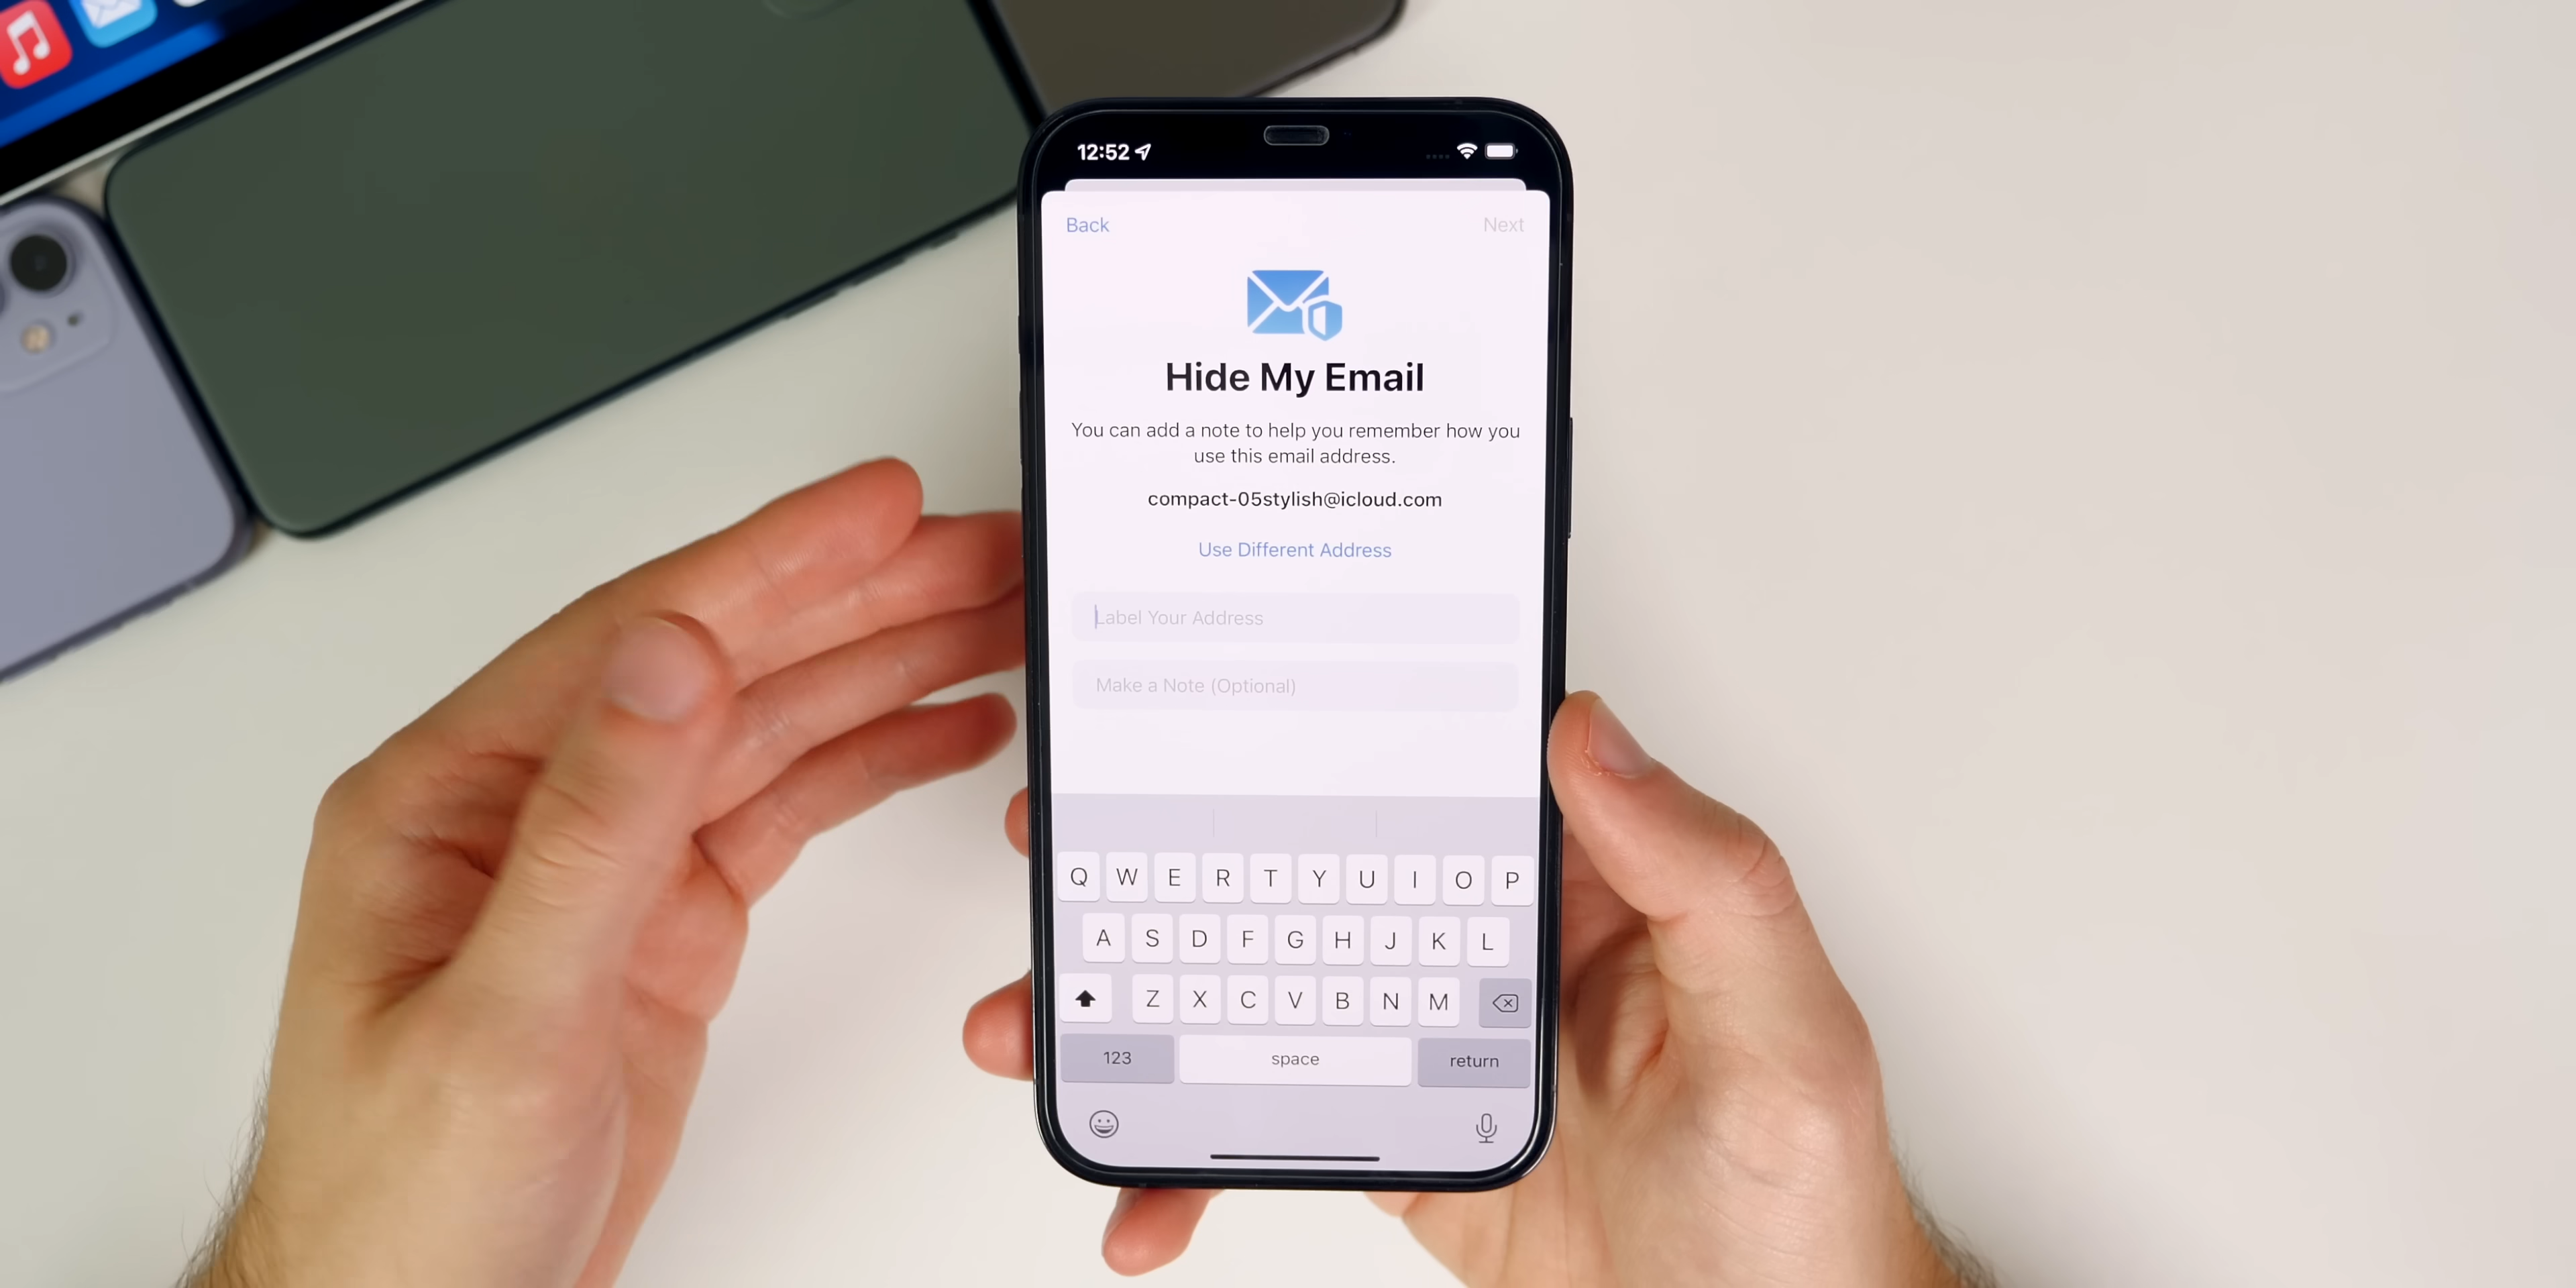 12:52
Back
Next
Hide My Email
You can add a note to help you remember how you
use this email address.
compact-05stylish@icloud.com
Use Different Address
Label Your Address
Make a Note (Optional)
Q W E R T Y U I O P
A S D F G H J K L
Z X C V B N M
123 space return